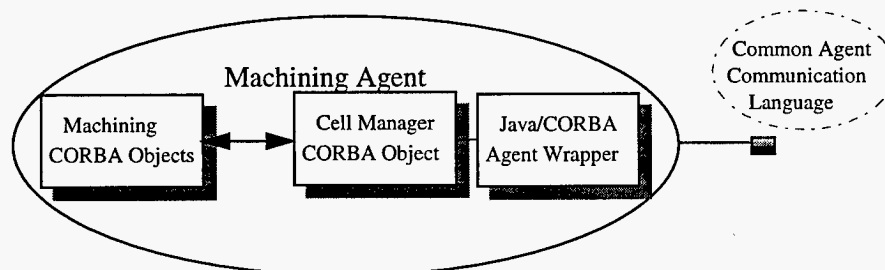 Common Agent
Communication
Language
Machining Agent
Machining
CORBA Objects
Cell Manager
CORBA Object
Java/CORBA
Agent Wrapper